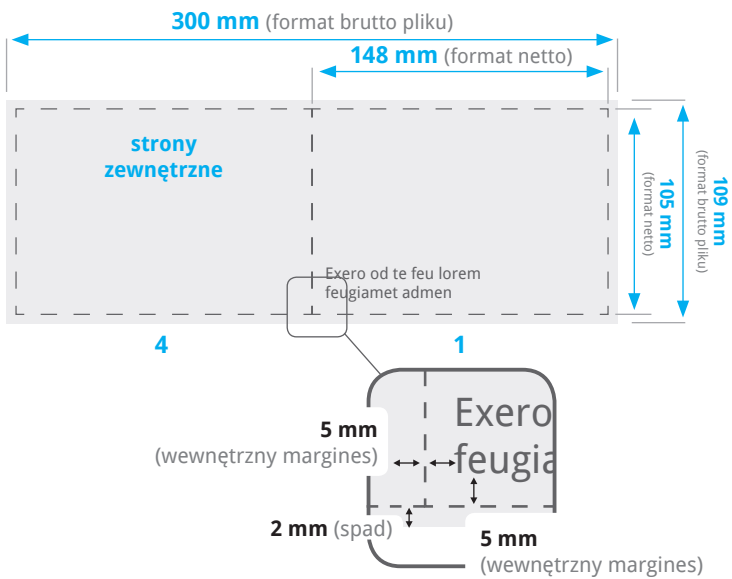 300 mm (format brutto pliku)
148 mm (format netto)
strony
zewnętrzne
105 mm
(format netto)
109 mm
(format brutto pliku)
Exero od te feu lorem
feugiamet admen
4
1
Exero
feugia
5 mm
(wewnętrzny margines)
2 mm (spad)
5 mm
(wewnętrzny margines)